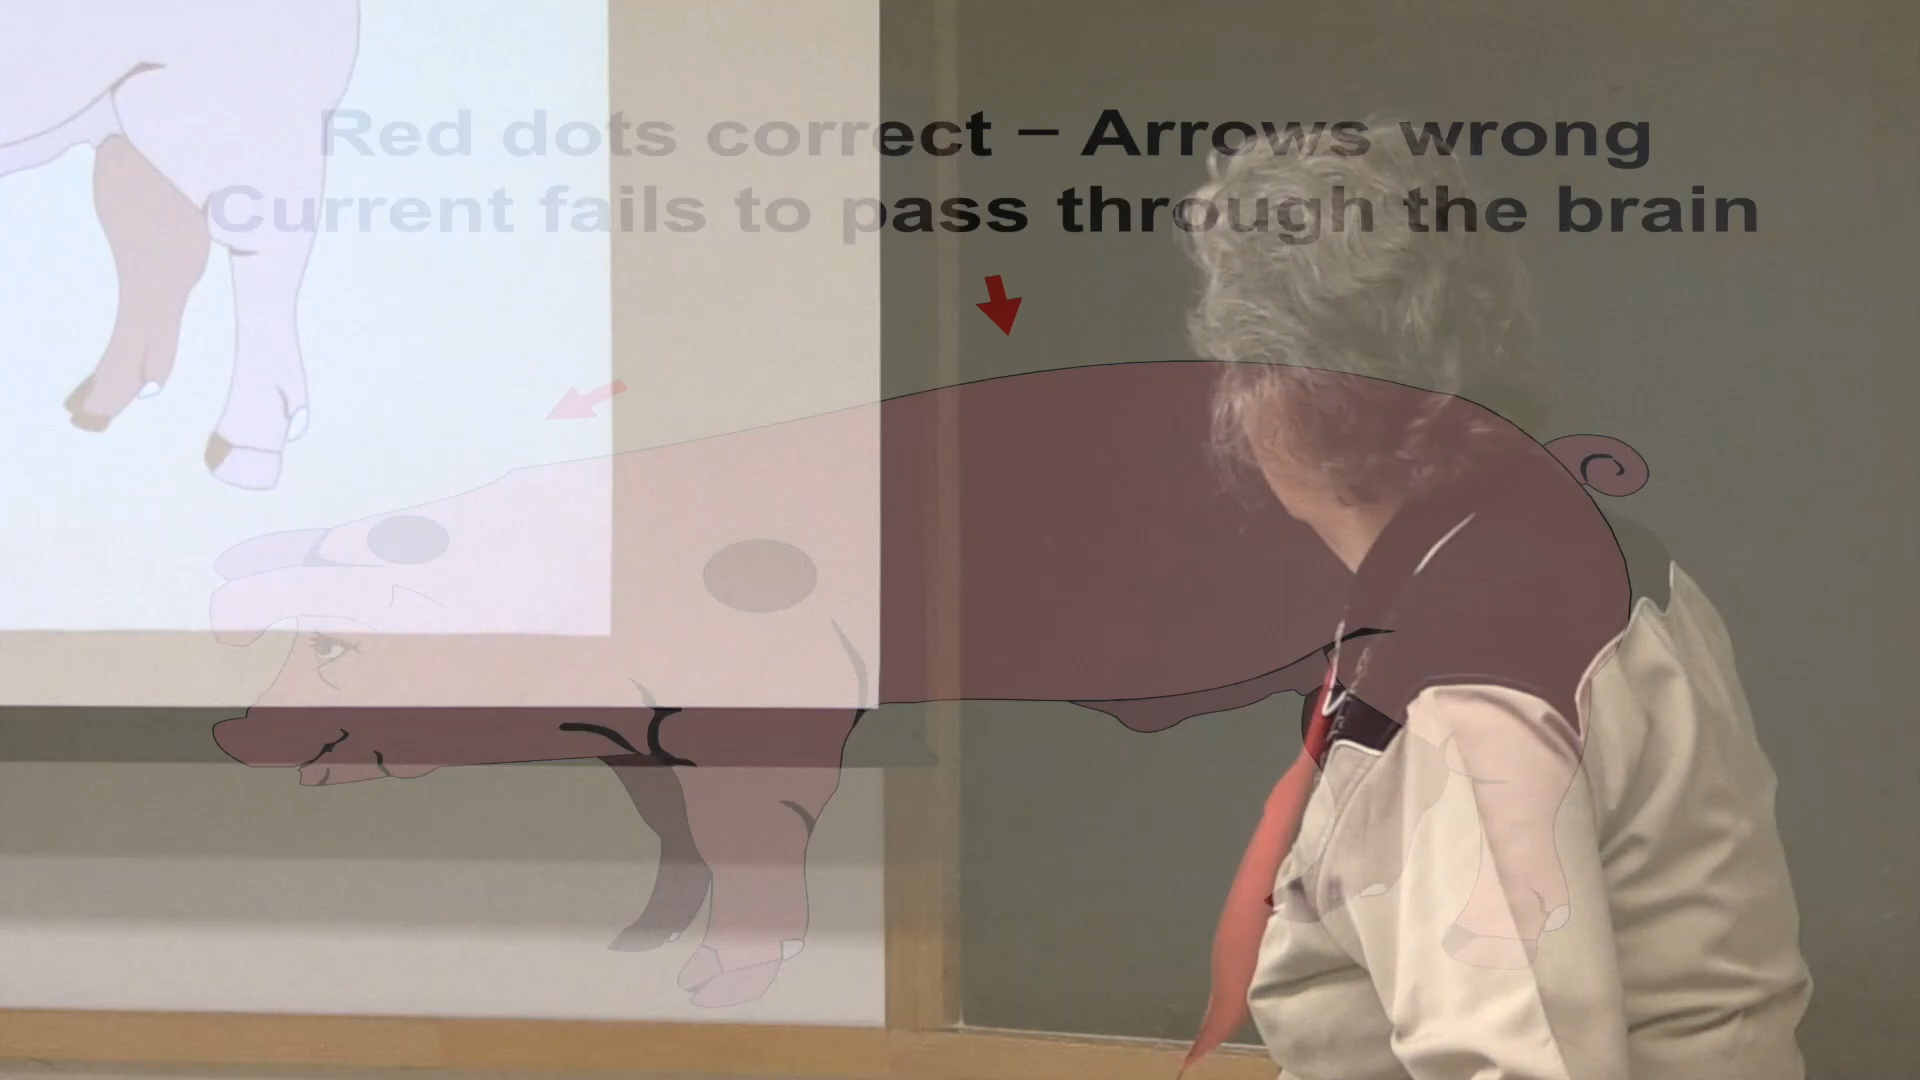 Red dots correct – Arrows wrong
Current fails to pass through the brain